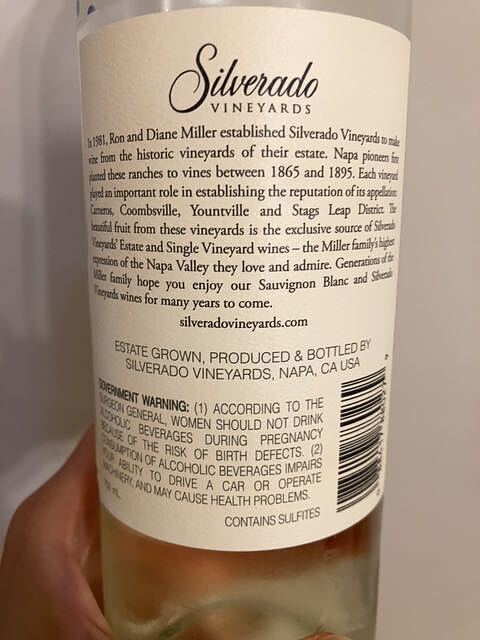 Silverado
VINEYARDS
In 1981, Ron and Diane Miller established Silverado Vineyards to make
wine from the historic vineyards of their estate. Napa pioneers first
planted these ranches to vines between 1865 and 1895. Each vineyard
played an important role in establishing the reputation of its appellation:
Carneros, Coombsville, Yountville and Stags Leap District. The
beautiful fruit from these vineyards is the exclusive source of Silverado
Vineyards' Estate and Single Vineyard wines – the Miller family's highest
expression of the Napa Valley they love and admire. Generations of the
Miller family hope you enjoy our Sauvignon Blanc and Silverado
Vineyards wines for many years to come.
silveradovineyards.com
ESTATE GROWN, PRODUCED & BOTTLED BY
SILVERADO VINEYARDS, NAPA, CA USA
GOVERNMENT WARNING: (1) ACCORDING TO THE
SURGEON GENERAL, WOMEN SHOULD NOT DRINK
ALCOHOLIC BEVERAGES DURING PREGNANCY
BECAUSE OF THE RISK OF BIRTH DEFECTS. (2)
CONSUMPTION OF ALCOHOLIC BEVERAGES IMPAIRS
YOUR ABILITY TO DRIVE A CAR OR OPERATE
MACHINERY, AND MAY CAUSE HEALTH PROBLEMS.
750 mL
CONTAINS SULFITES